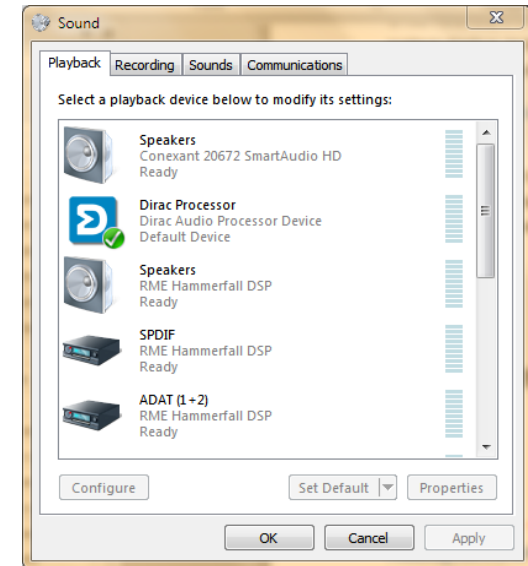 Sound
Playback Recording Sounds Communications
Select a playback device below to modify its settings:
Speakers
Conexant 20672 SmartAudio HD
Ready
Dirac Processor
Dirac Audio Processor Device
Default Device
Speakers
RME Hammerfall DSP
Ready
SPDIF
RME Hammerfall DSP
Ready
ADAT (1+2)
RME Hammerfall DSP
Ready
Configure Set Default Properties
OK Cancel Apply